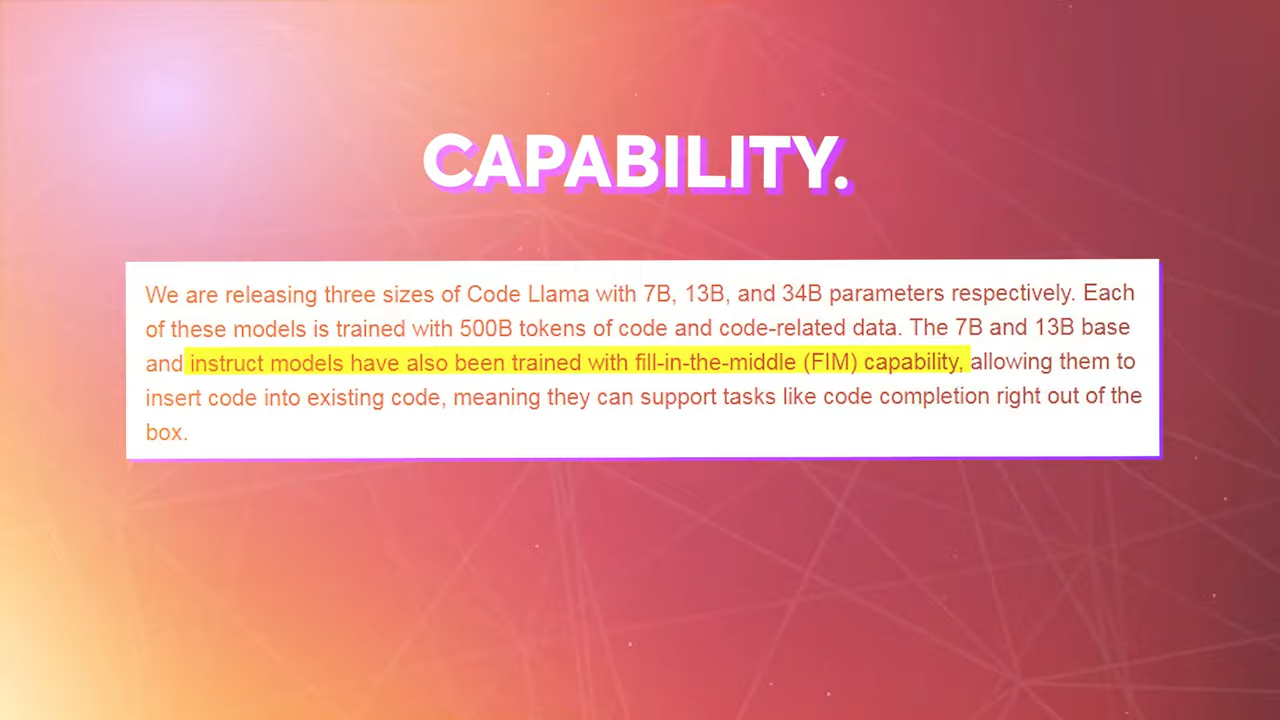 CAPABILITY.
We are releasing three sizes of Code Llama with 7B, 13B, and 34B parameters respectively. Each
of these models is trained with 500B tokens of code and code-related data. The 7B and 13B base
and instruct models have also been trained with fill-in-the-middle (FIM) capability, allowing them to
insert code into existing code, meaning they can support tasks like code completion right out of the
box.